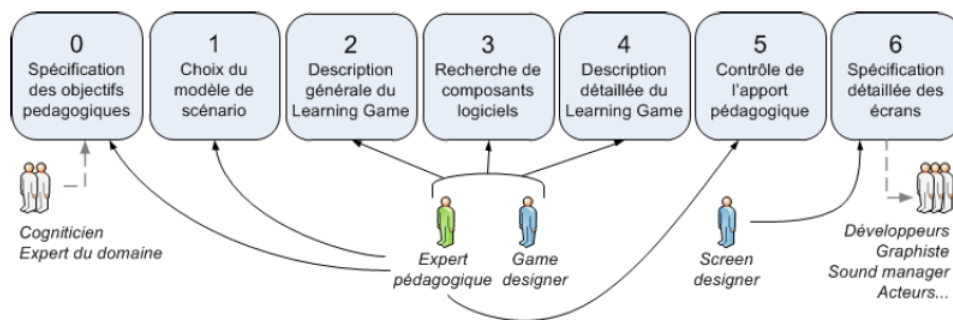 0
Spécification
des objectifs
pedagogiques
1
Choix du
modèle de
scénario
2
Description
générale du
Learning Game
3
Recherche de
composants
logiciels
4
Description
détaillée du
Learning Game
5
Contrôle de
l'apport
pédagogique
6
Spécification
détaillée des
écrans
Cogniticien
Expert du domaine
Expert
pédagogique
Game
designer
Screen
designer
Développeurs
Graphiste
Sound manager
Acteurs...